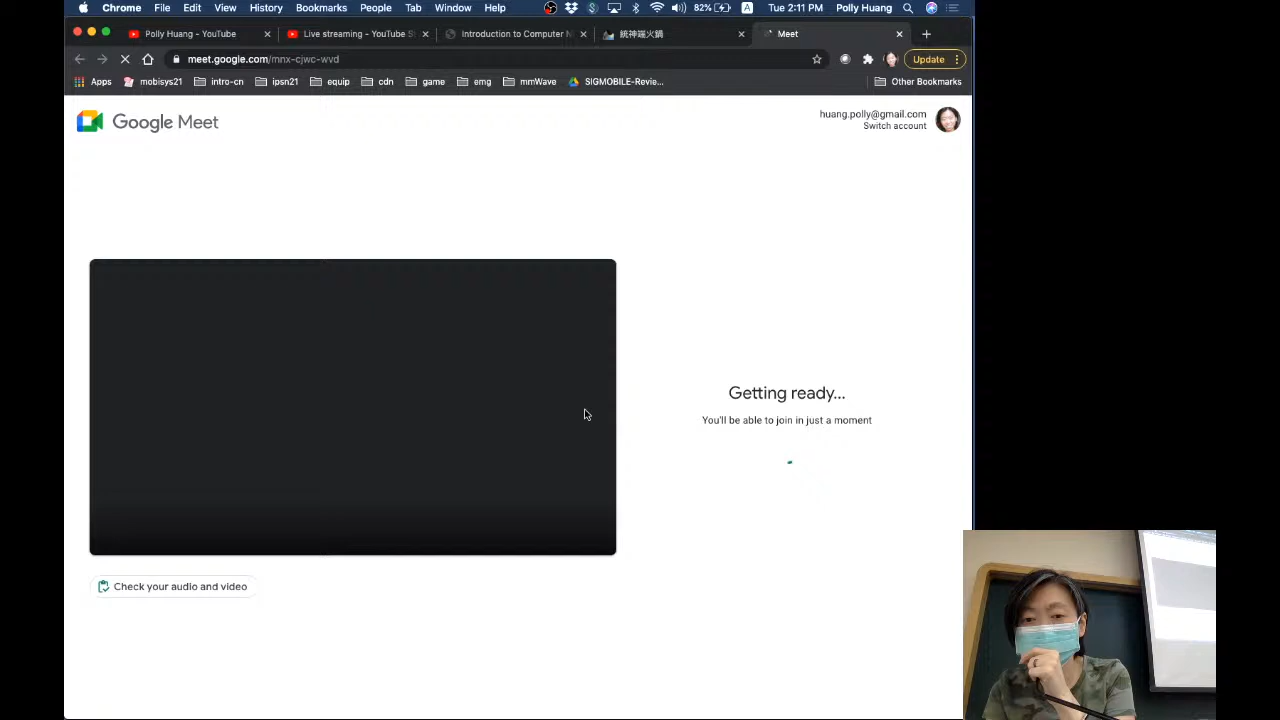 Chrome File Edit View History Bookmarks People Tab Window Help 82% A Tue 2:11 PM Polly Huang
Polly Huang - YouTube Live streaming - YouTube S Introduction to Computer N 統神端火鍋 Meet
meet.google.com/mnx-cjwc-wvd Update
Apps mobisys21 intro-cn ipsn21 equip cdn game emg mmWave SIGMOBILE-Revie... Other Bookmarks
Google Meet
huang.polly@gmail.com
Switch account
Getting ready...
You'll be able to join in just a moment
Check your audio and video